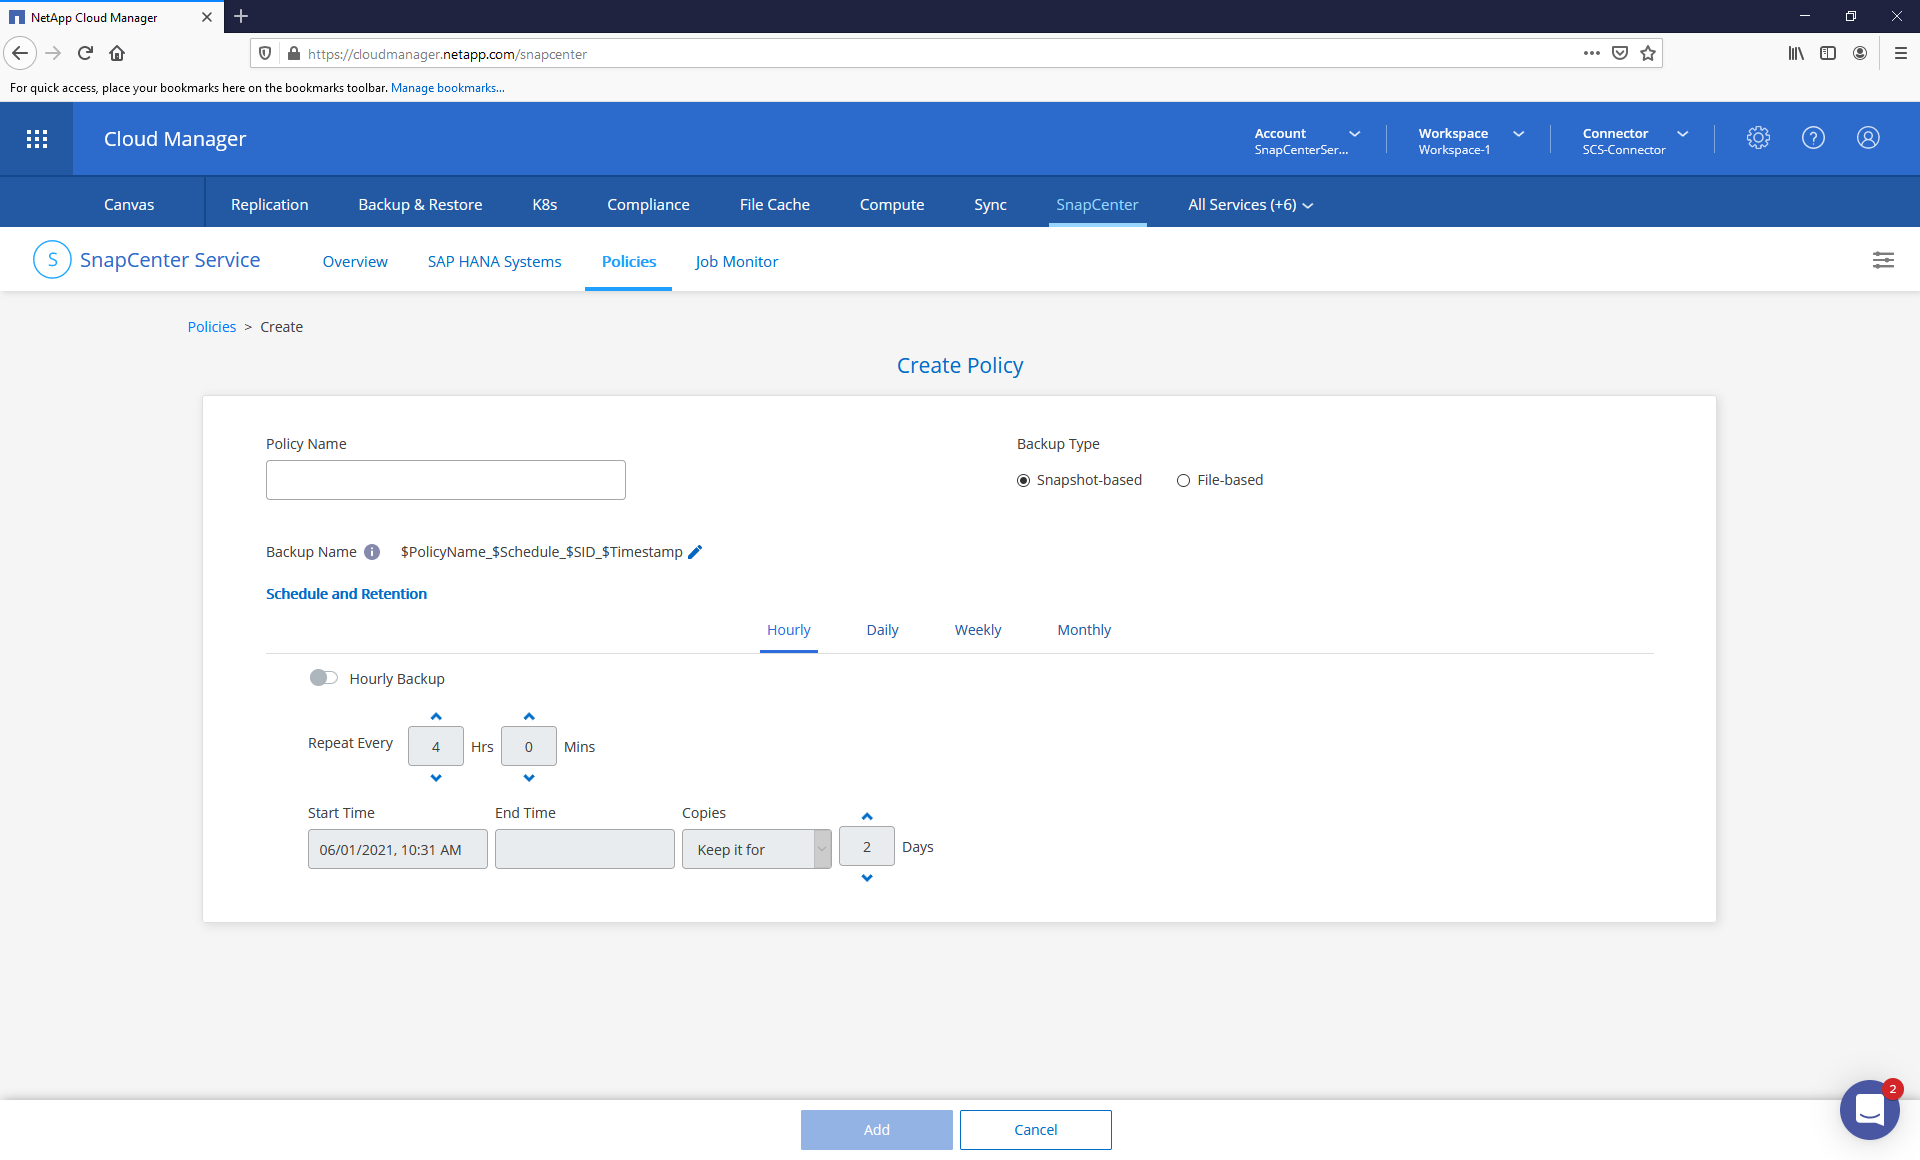 NetApp Cloud Manager
https://cloudmanager.netapp.com/snapcenter
For quick access, place your bookmarks here on the bookmarks toolbar. Manage bookmarks...
Cloud Manager
Account
SnapCenterSer...
Workspace
Workspace-1
Connector
SCS-Connector
Canvas
Replication
Backup & Restore
K8s
Compliance
File Cache
Compute
Sync
SnapCenter
All Services (+6)
S
SnapCenter Service
Overview
SAP HANA Systems
Policies
Job Monitor
Policies > Create
Create Policy
Policy Name
Backup Type
Snapshot-based
File-based
Backup Name
$PolicyName_$Schedule_$SID_$Timestamp
Schedule and Retention
Hourly
Daily
Weekly
Monthly
Hourly Backup
Repeat Every
4
Hrs
0
Mins
Start Time
End Time
Copies
06/01/2021, 10:31 AM
Keep it for
2
Days
2
Add
Cancel